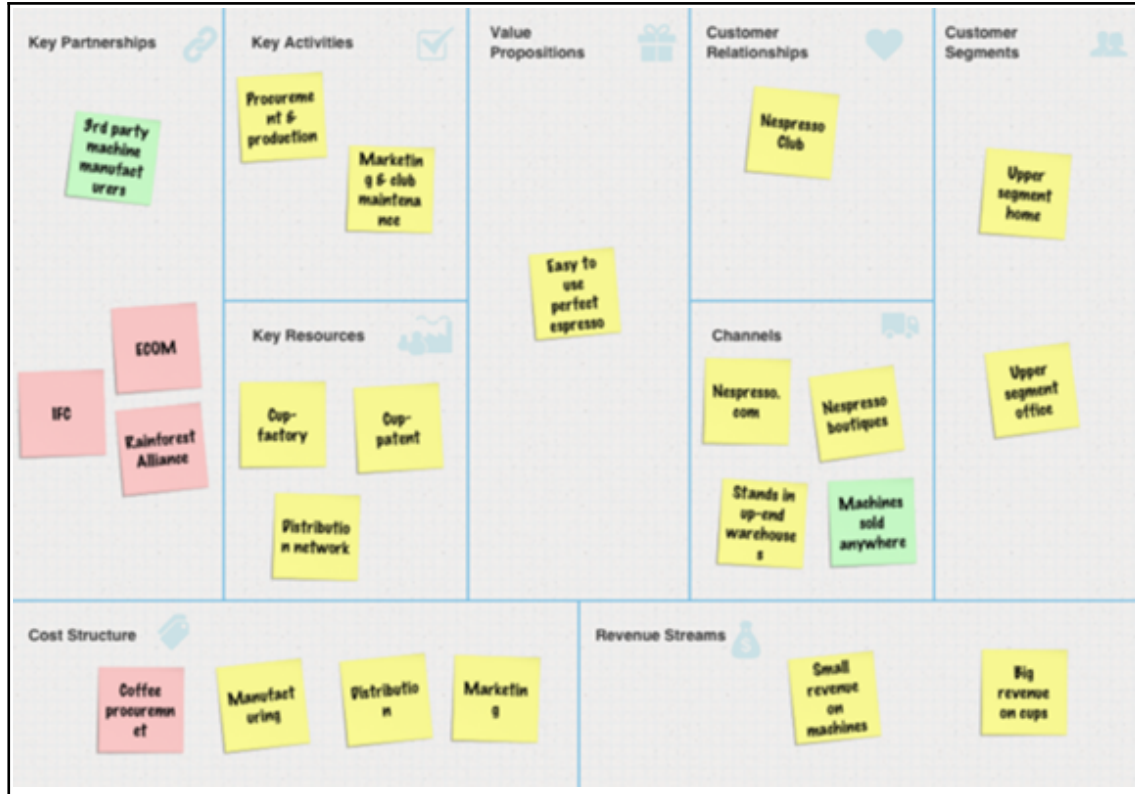 Key Partnerships
3rd party
machine
manufact
urers
ECOM
IFC
Rainforest
Alliance
Key Activities
Procureme
nt &
production
Marketin
g & club
maintena
nce
Key Resources
Cup-
factory
Cup-
patent
Distributio
n network
Value
Propositions
Easy to
use
perfect
espresso
Customer
Relationships
Nespresso
Club
Channels
Nespresso.
com
Nespresso
boutiques
Stands in
up-end
warehouse
s
Machines
sold
anywhere
Customer
Segments
Upper
segment
home
Upper
segment
office
Cost Structure
Coffee
procuremn
et
Manufact
uring
Distributio
n
Marketin
g
Revenue Streams
Small
revenue
on
machines
Big
revenue
on cups